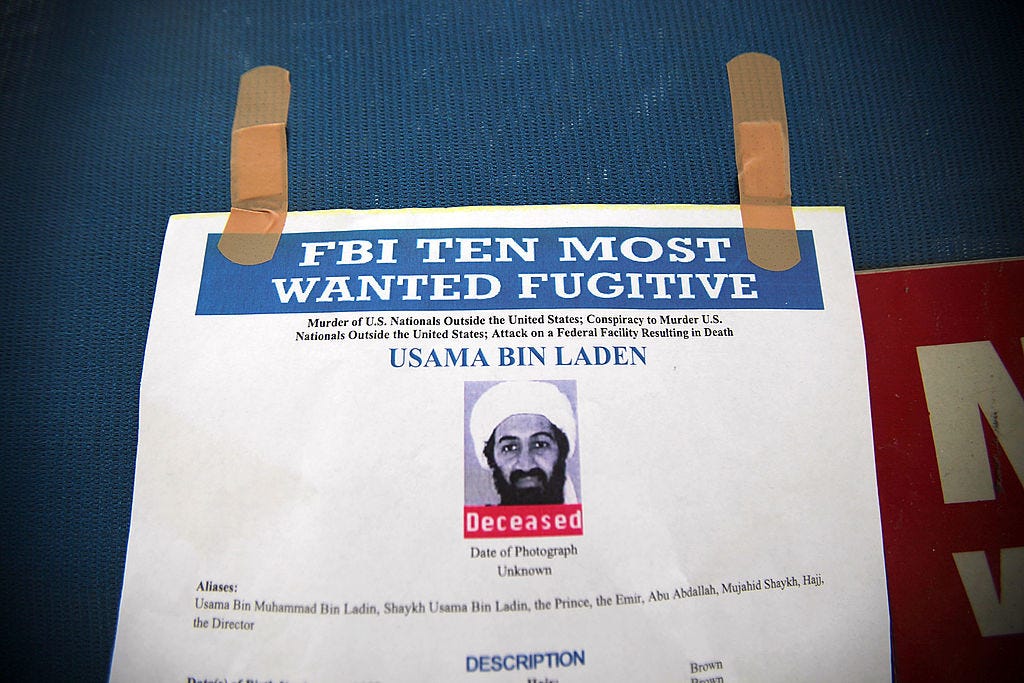 FBI TEN MOST
WANTED FUGITIVE
Murder of U.S. Nationals Outside the United States; Conspiracy to Murder U.S.
Nationals Outside the United States; Attack on a Federal Facility Resulting in Death
USAMA BIN LADEN
Deceased
Date of Photograph
Unknown
Aliases:
Usama Bin Muhammad Bin Ladin, Shaykh Usama Bin Ladin, the Prince, the Emir, Abu Abdallah, Mujahid Shaykh, Hajj,
the Director
DESCRIPTION
Brown
Hair:
Brown